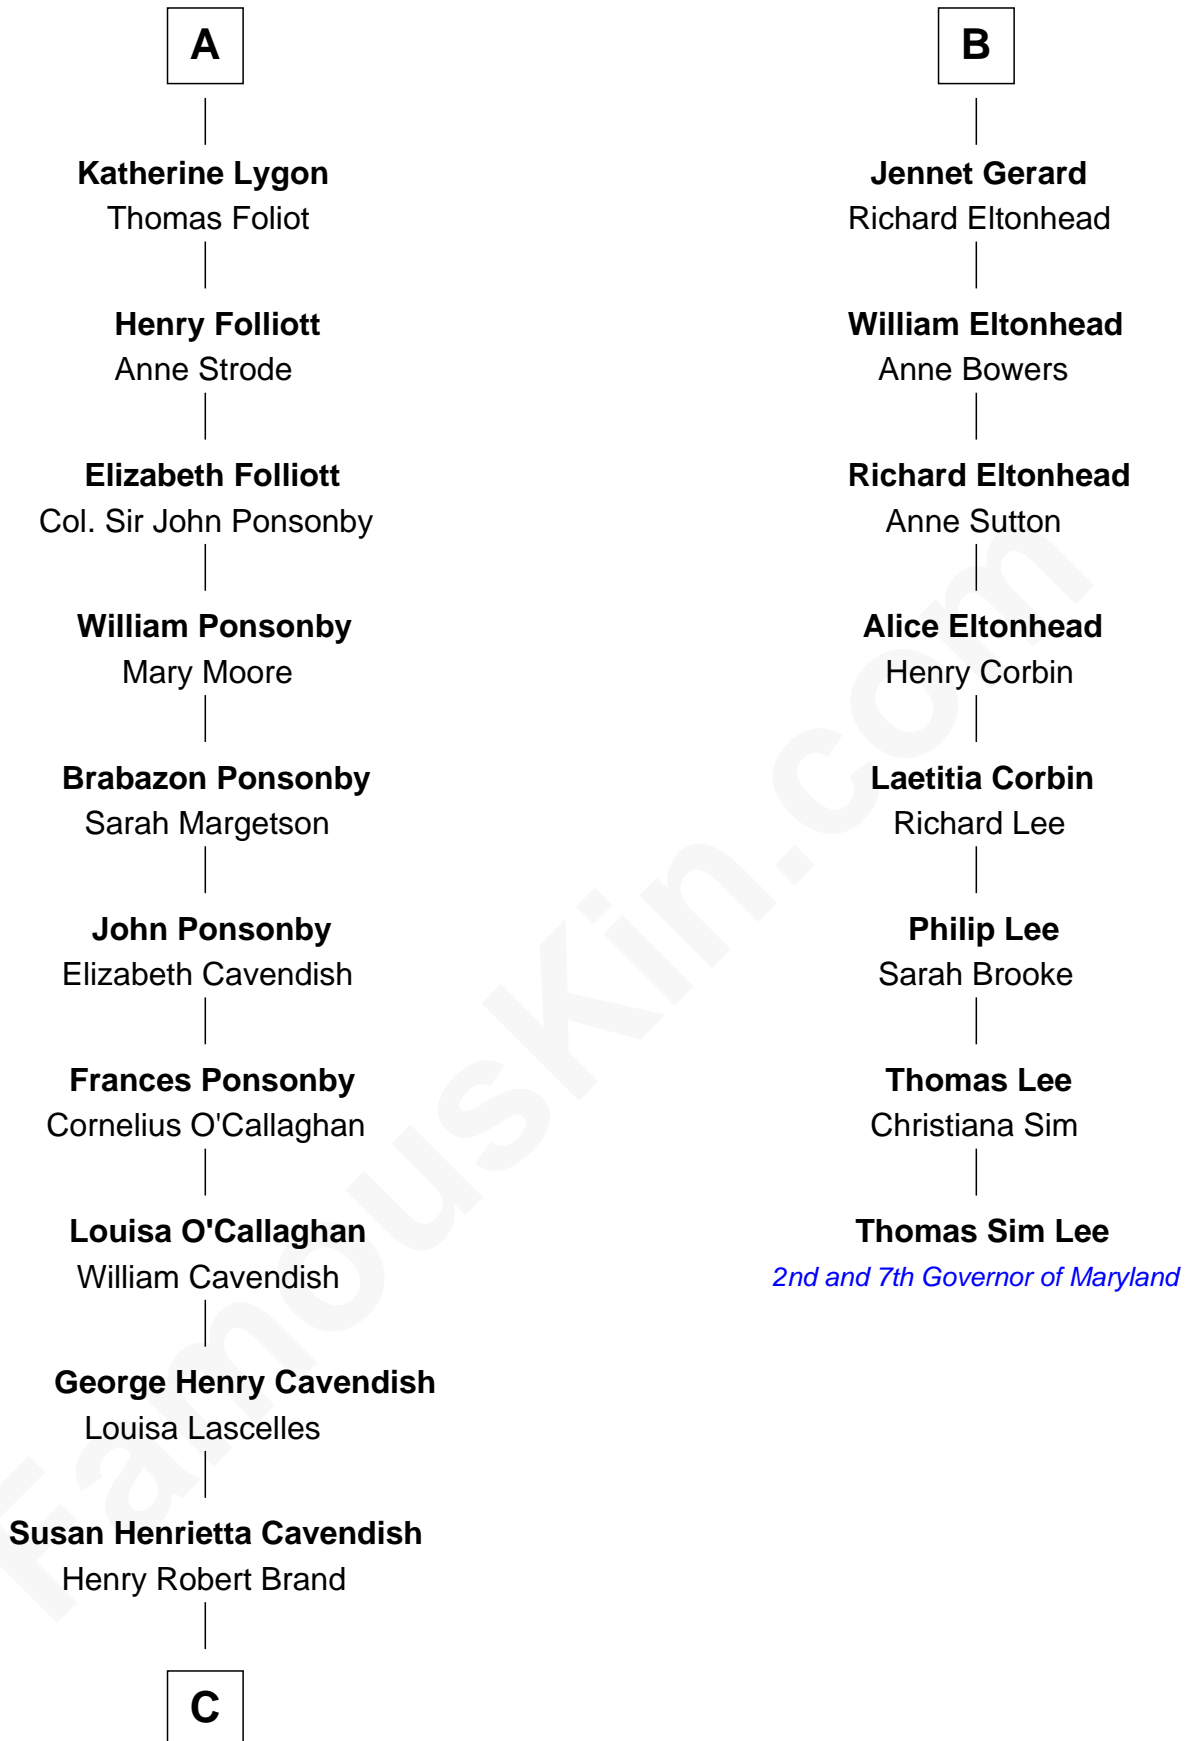 A
Katherine Lygon
Thomas Foliot
Henry Folliott
Anne Strode
Elizabeth Folliott
Col. Sir John Ponsonby
William Ponsonby
Mary Moore
Brabazon Ponsonby
Sarah Margetson
John Ponsonby
Elizabeth Cavendish
Frances Ponsonby
Cornelius O'Callaghan
Louisa O'Callaghan
William Cavendish
George Henry Cavendish
Louisa Lascelles
Susan Henrietta Cavendish
Henry Robert Brand
C
B
Jennet Gerard
Richard Eltonhead
William Eltonhead
Anne Bowers
Richard Eltonhead
Anne Sutton
Alice Eltonhead
Henry Corbin
Laetitia Corbin
Richard Lee
Philip Lee
Sarah Brooke
Thomas Lee
Christiana Sim
Thomas Sim Lee
2nd and 7th Governor of Maryland
FamousKin.com